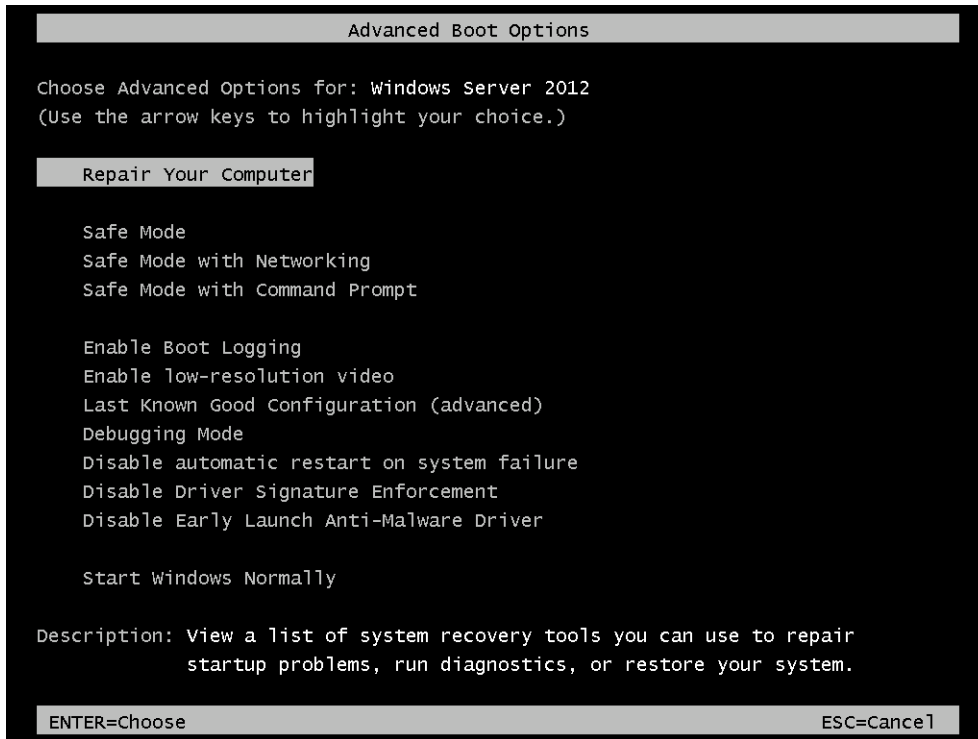 Advanced Boot Options
Choose Advanced Options for: Windows Server 2012
(Use the arrow keys to highlight your choice.)
Repair Your Computer
Safe Mode
Safe Mode with Networking
Safe Mode with Command Prompt
Enable Boot Logging
Enable low-resolution video
Last Known Good Configuration (advanced)
Debugging Mode
Disable automatic restart on system failure
Disable Driver Signature Enforcement
Disable Early Launch Anti-Malware Driver
Start Windows Normally
Description: View a list of system recovery tools you can use to repair
startup problems, run diagnostics, or restore your system.
ENTER=Choose ESC=Cancel